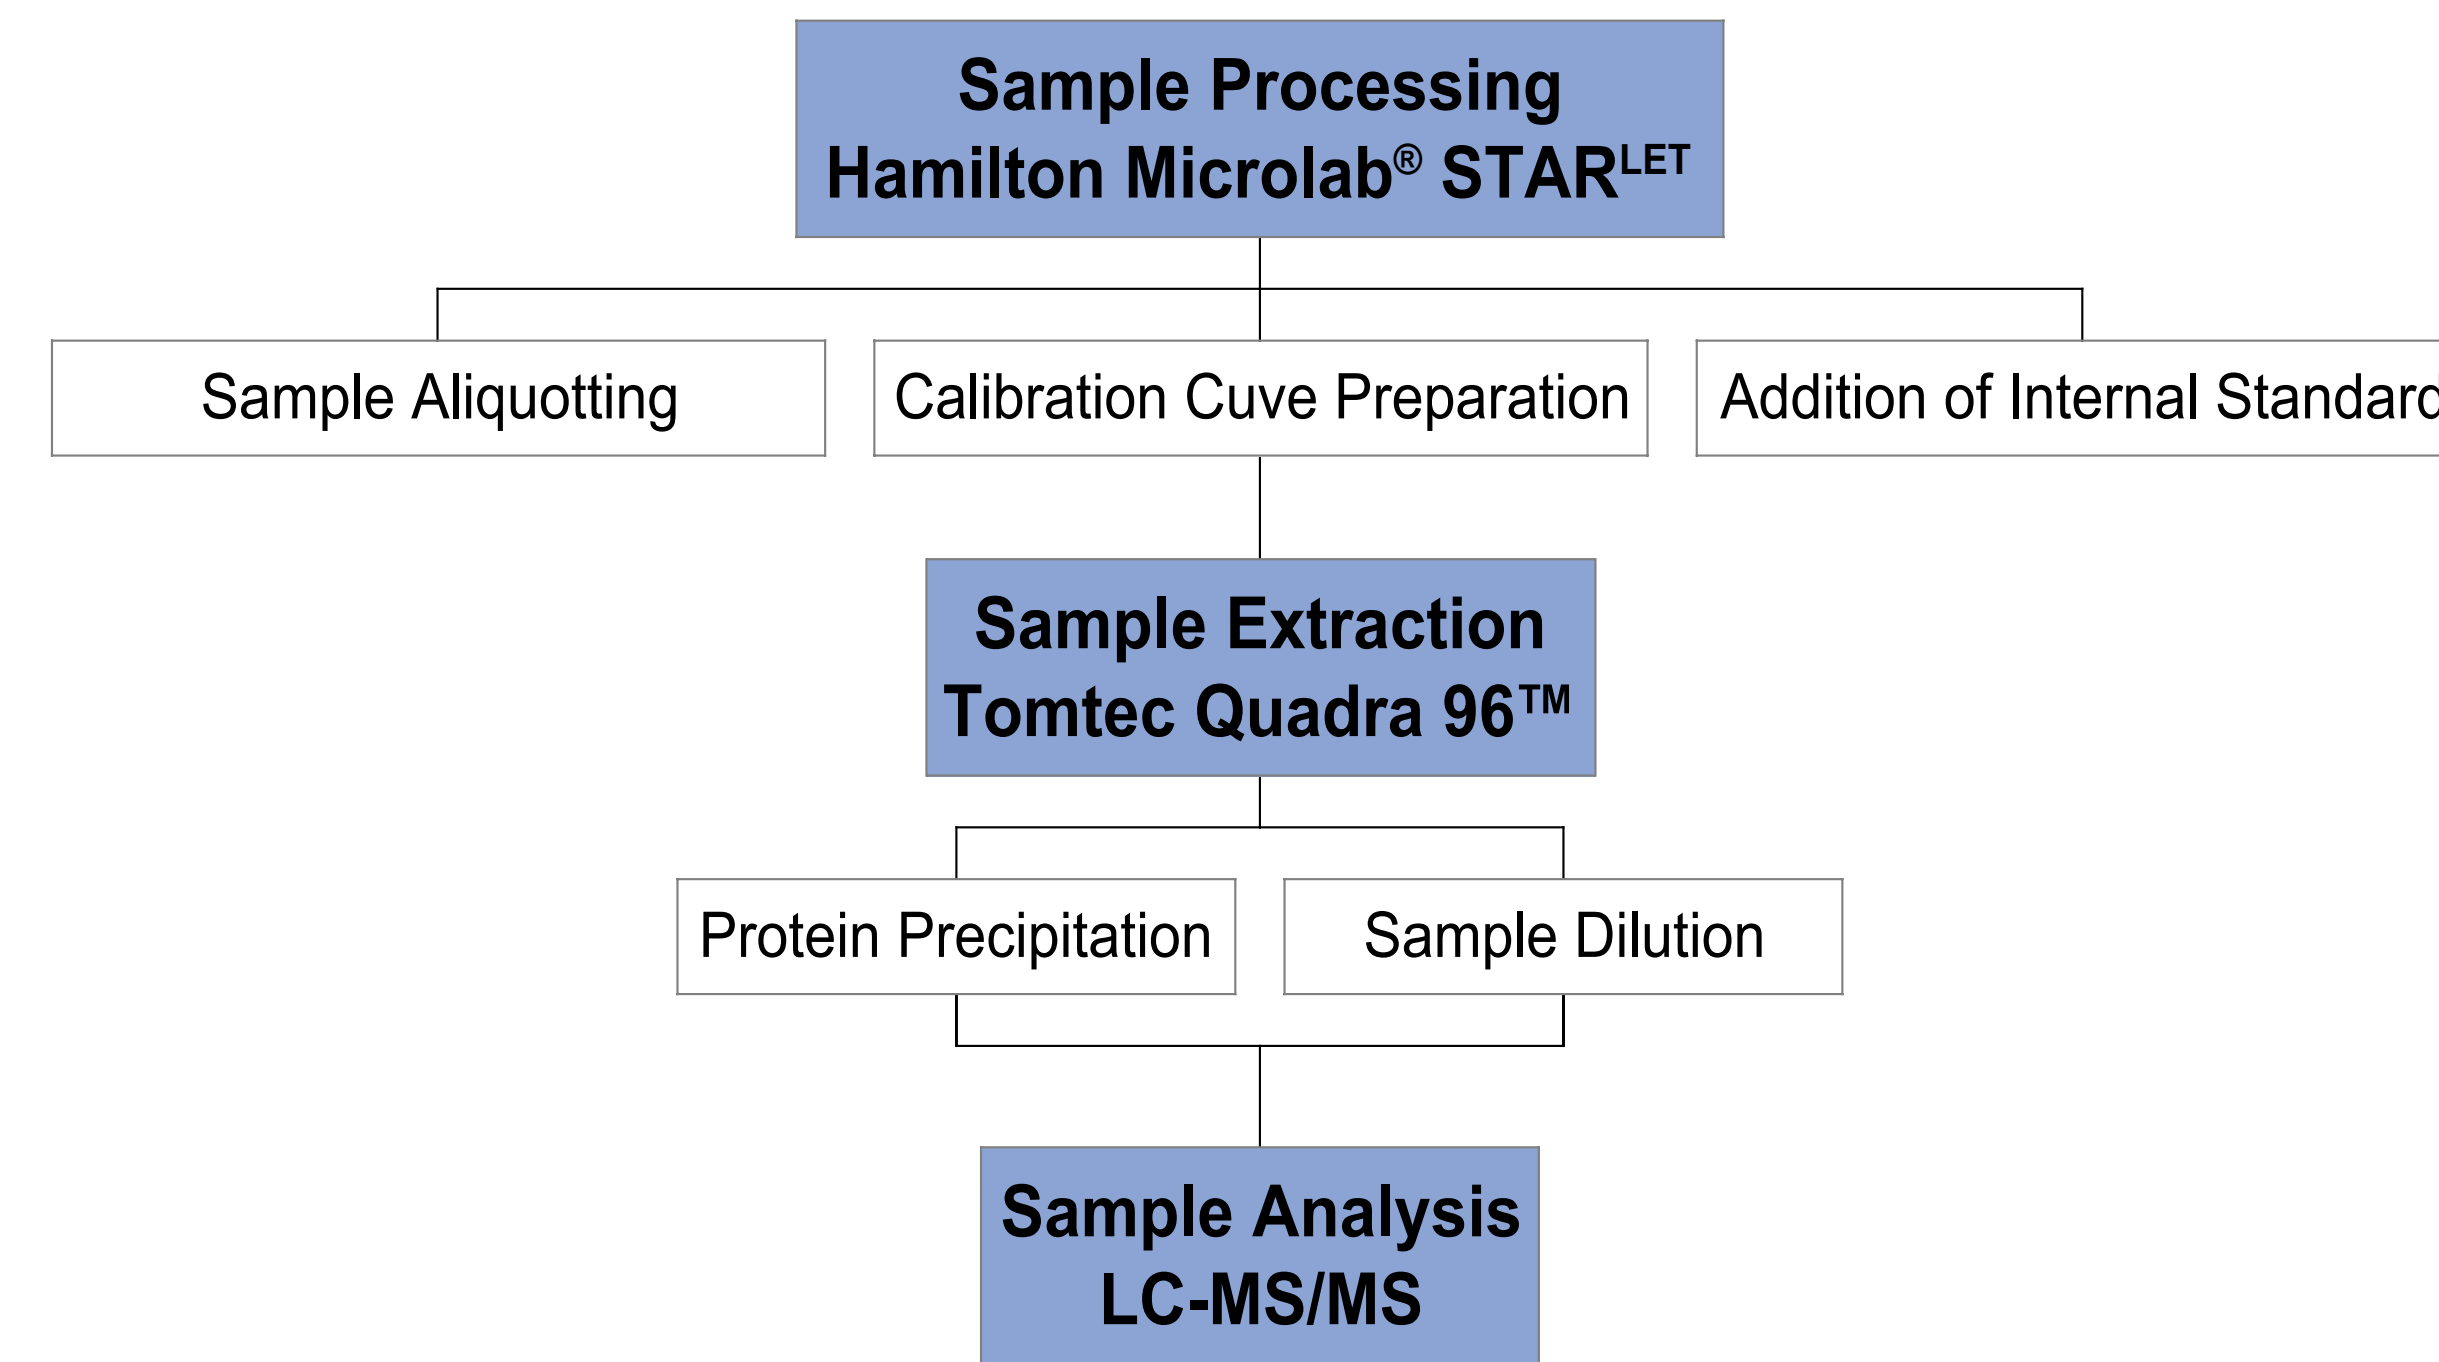 Sample Processing
Hamilton Microlab® STARLET
Sample Aliquotting
Calibration Cuve Preparation
Addition of Internal Standard
Sample Extraction
Tomtec Quadra 96™
Protein Precipitation
Sample Dilution
Sample Analysis
LC-MS/MS